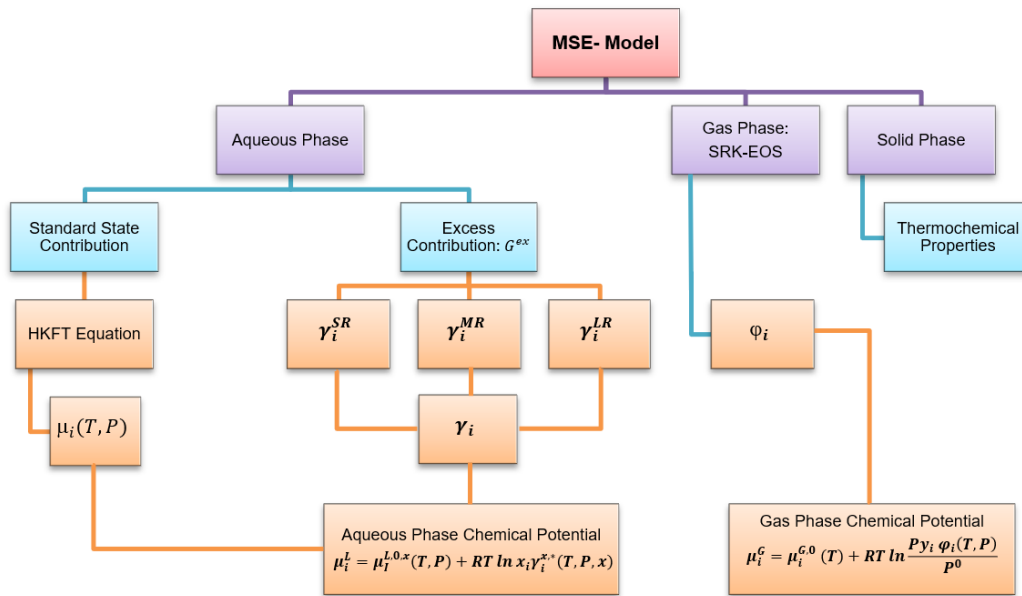 MSE- Model
Aqueous Phase
Gas Phase:
SRK-EOS
Solid Phase
Standard State
Contribution
Excess
Contribution: G^{ex}
Thermochemical
Properties
HKFT Equation
γ_i^{SR}
γ_i^{MR}
γ_i^{LR}
φ_i
μ_i(T, P)
γ_i
Aqueous Phase Chemical Potential
μ_i^L = μ_I^{L,0,x}(T, P) + RT ln x_i γ_i^{x,*}(T, P, x)
Gas Phase Chemical Potential
μ_i^G = μ_i^{G,0} (T) + RT ln \frac{P y_i φ_i(T, P)}{P^0}